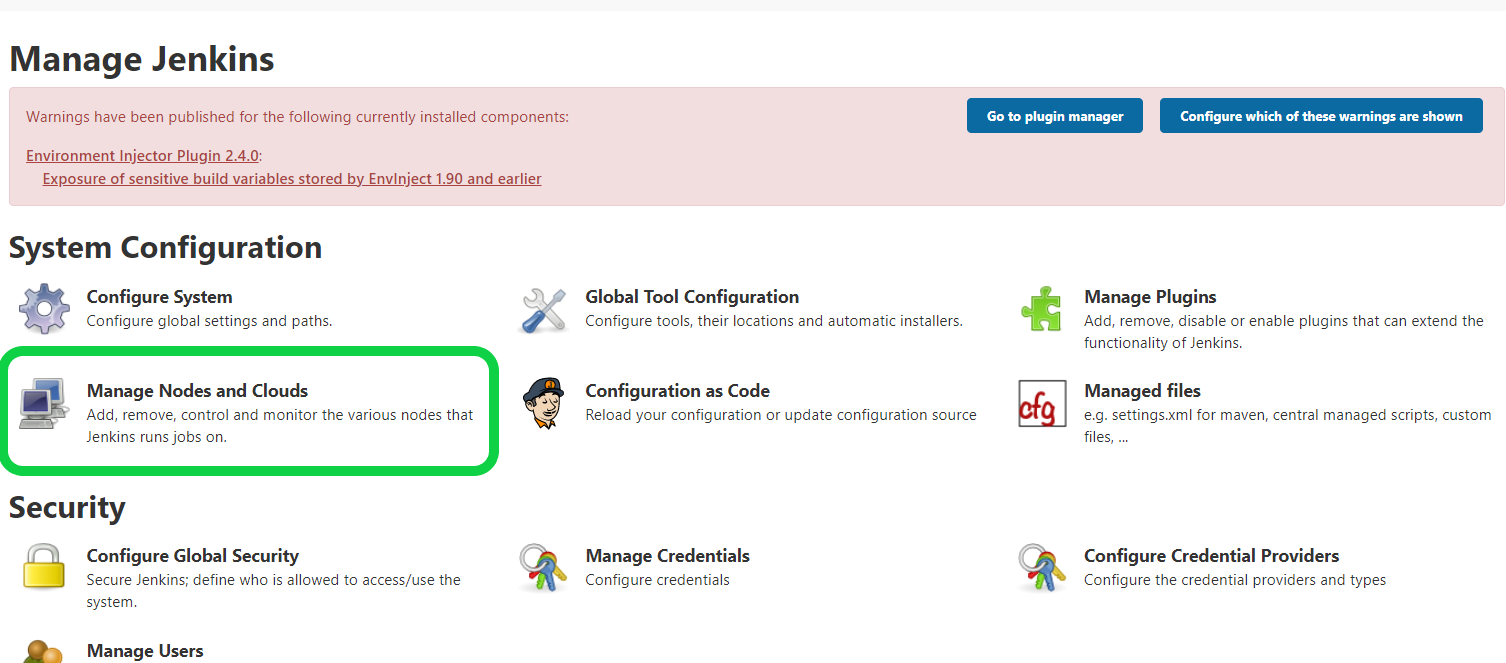 Manage Jenkins
Warnings have been published for the following currently installed components:
Go to plugin manager
Configure which of these warnings are shown
Environment Injector Plugin 2.4.0:
Exposure of sensitive build variables stored by EnvInject 1.90 and earlier
System Configuration
Configure System
Configure global settings and paths.
Global Tool Configuration
Configure tools, their locations and automatic installers.
Manage Plugins
Add, remove, disable or enable plugins that can extend the
functionality of Jenkins.
Manage Nodes and Clouds
Add, remove, control and monitor the various nodes that
Jenkins runs jobs on.
Configuration as Code
Reload your configuration or update configuration source
cfg
Managed files
e.g. settings.xml for maven, central managed scripts, custom
files, ...
Security
Configure Global Security
Secure Jenkins; define who is allowed to access/use the
system.
Manage Credentials
Configure credentials
Configure Credential Providers
Configure the credential providers and types
Manage Users